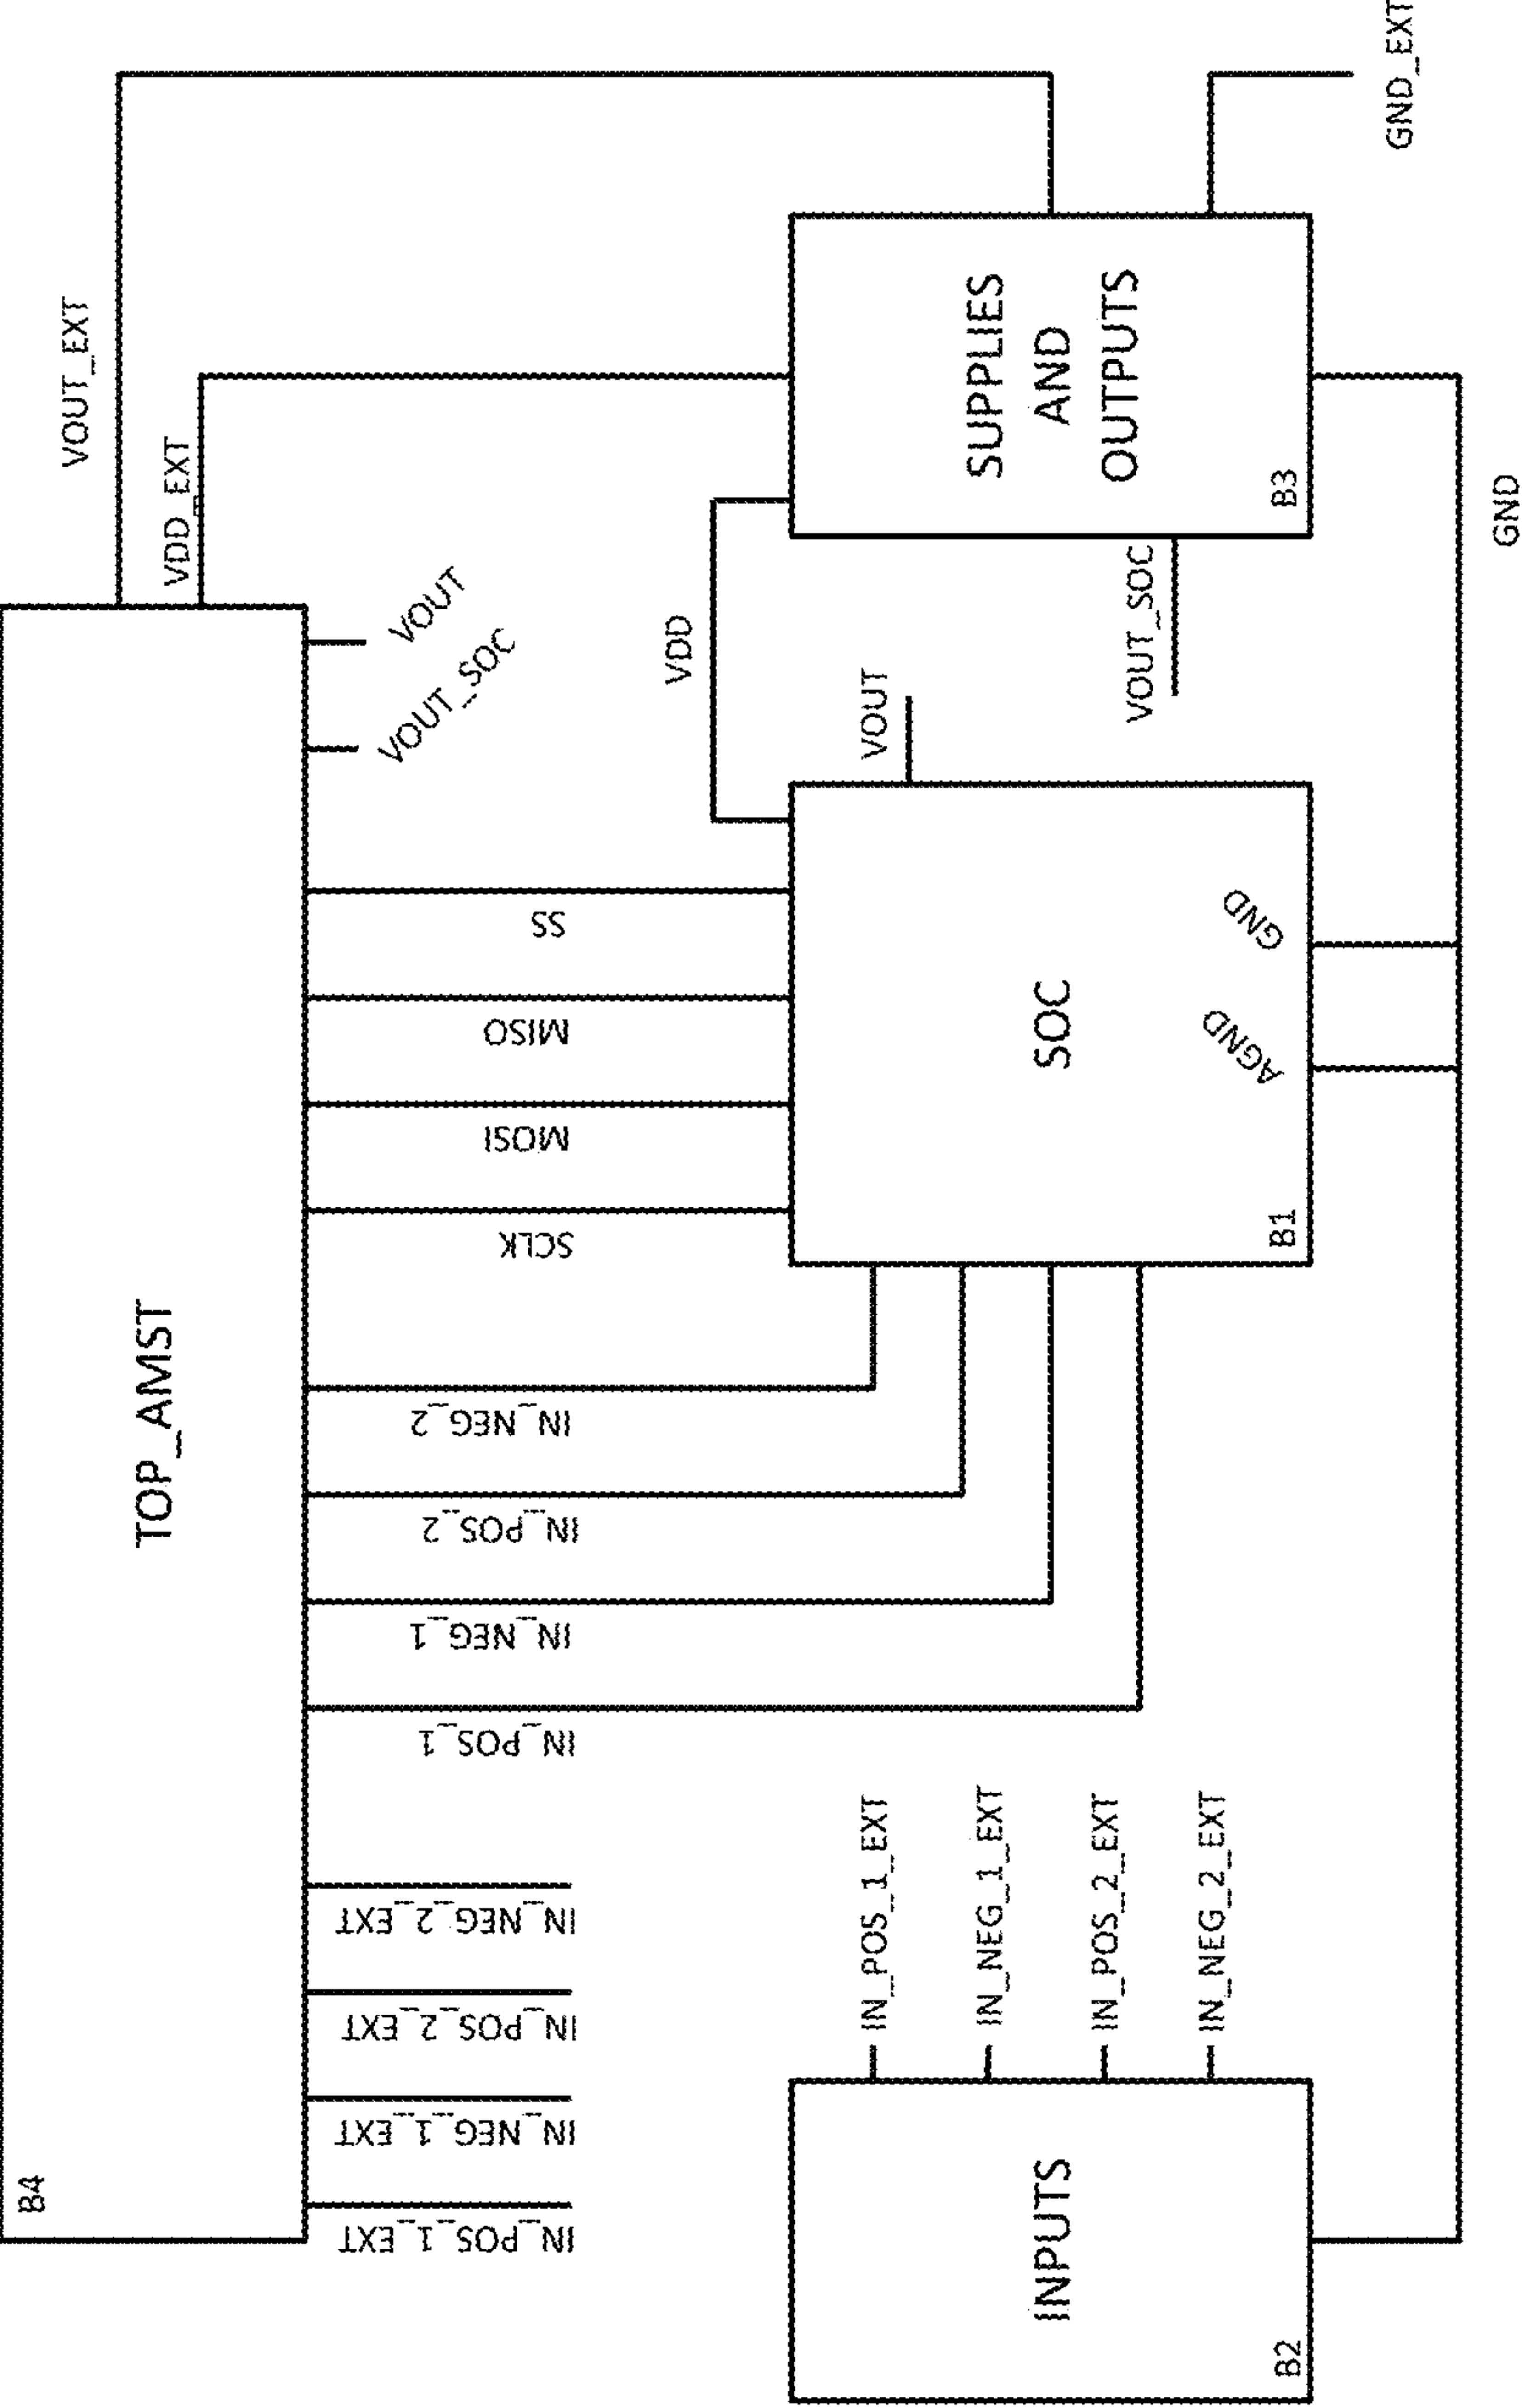 B4
TOP_AMST
VOUT_EXT
VDD_EXT
IN_POS_1_EXT
IN_NEG_1_EXT
IN_POS_2_EXT
IN_NEG_2_EXT
IN_POS_1
IN_NEG_1
IN_POS_2
IN_NEG_2
SCLK
MOSI
MISO
SS
VOUT_SOC
VOUT
VDD
INPUTS
B2
IN_POS_1_EXT
IN_NEG_1_EXT
IN_POS_2_EXT
IN_NEG_2_EXT
SOC
B1
AGND
GND
VOUT
VOUT_SOC
SUPPLIES
AND
OUTPUTS
B3
GND_EXT
GND